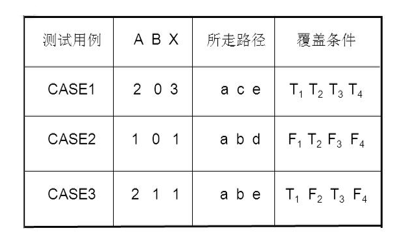 测试用例 A B X 所走路径 覆盖条件
CASE1 2 0 3 a c e T₁ T₂ T₃ T₄
CASE2 1 0 1 a b d F₁ T₂ F₃ F₄
CASE3 2 1 1 a b e T₁ F₂ T₃ F₄